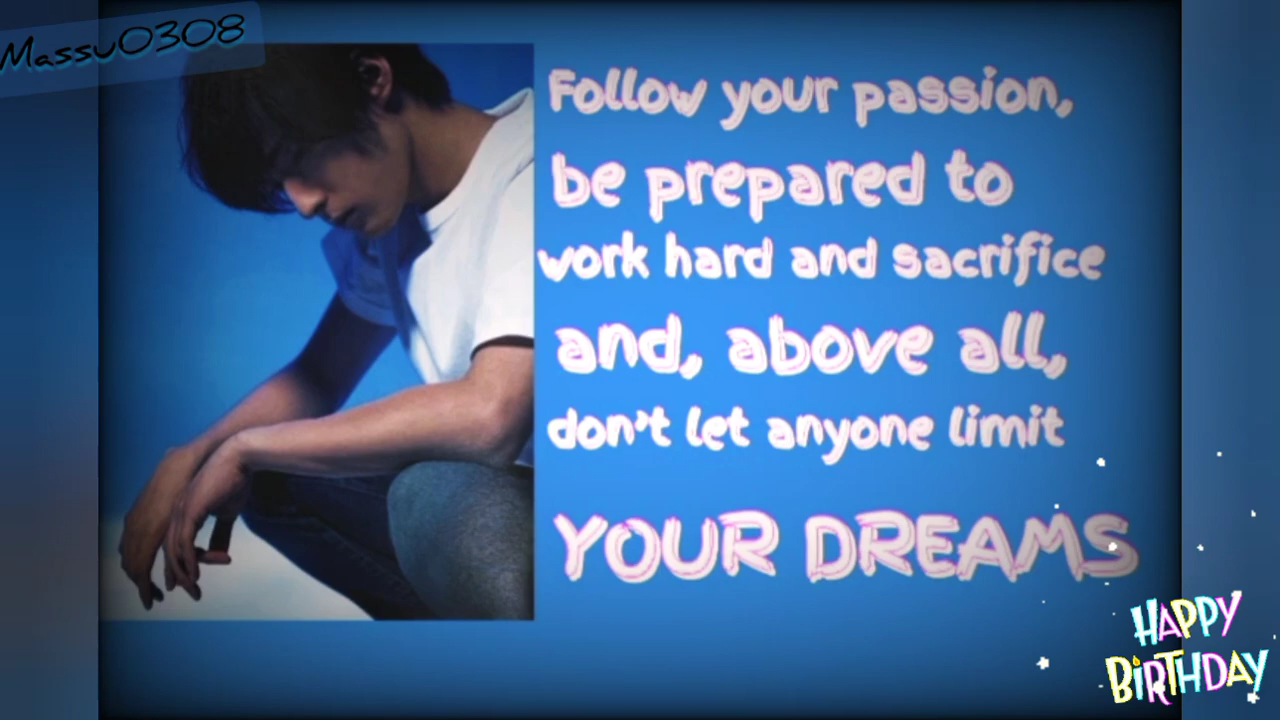 Massu0308
Follow your passion,
be prepared to
work hard and sacrifice
and, above all,
don't let anyone limit
YOUR DREAMS
HAPPY
BiRTHDAY